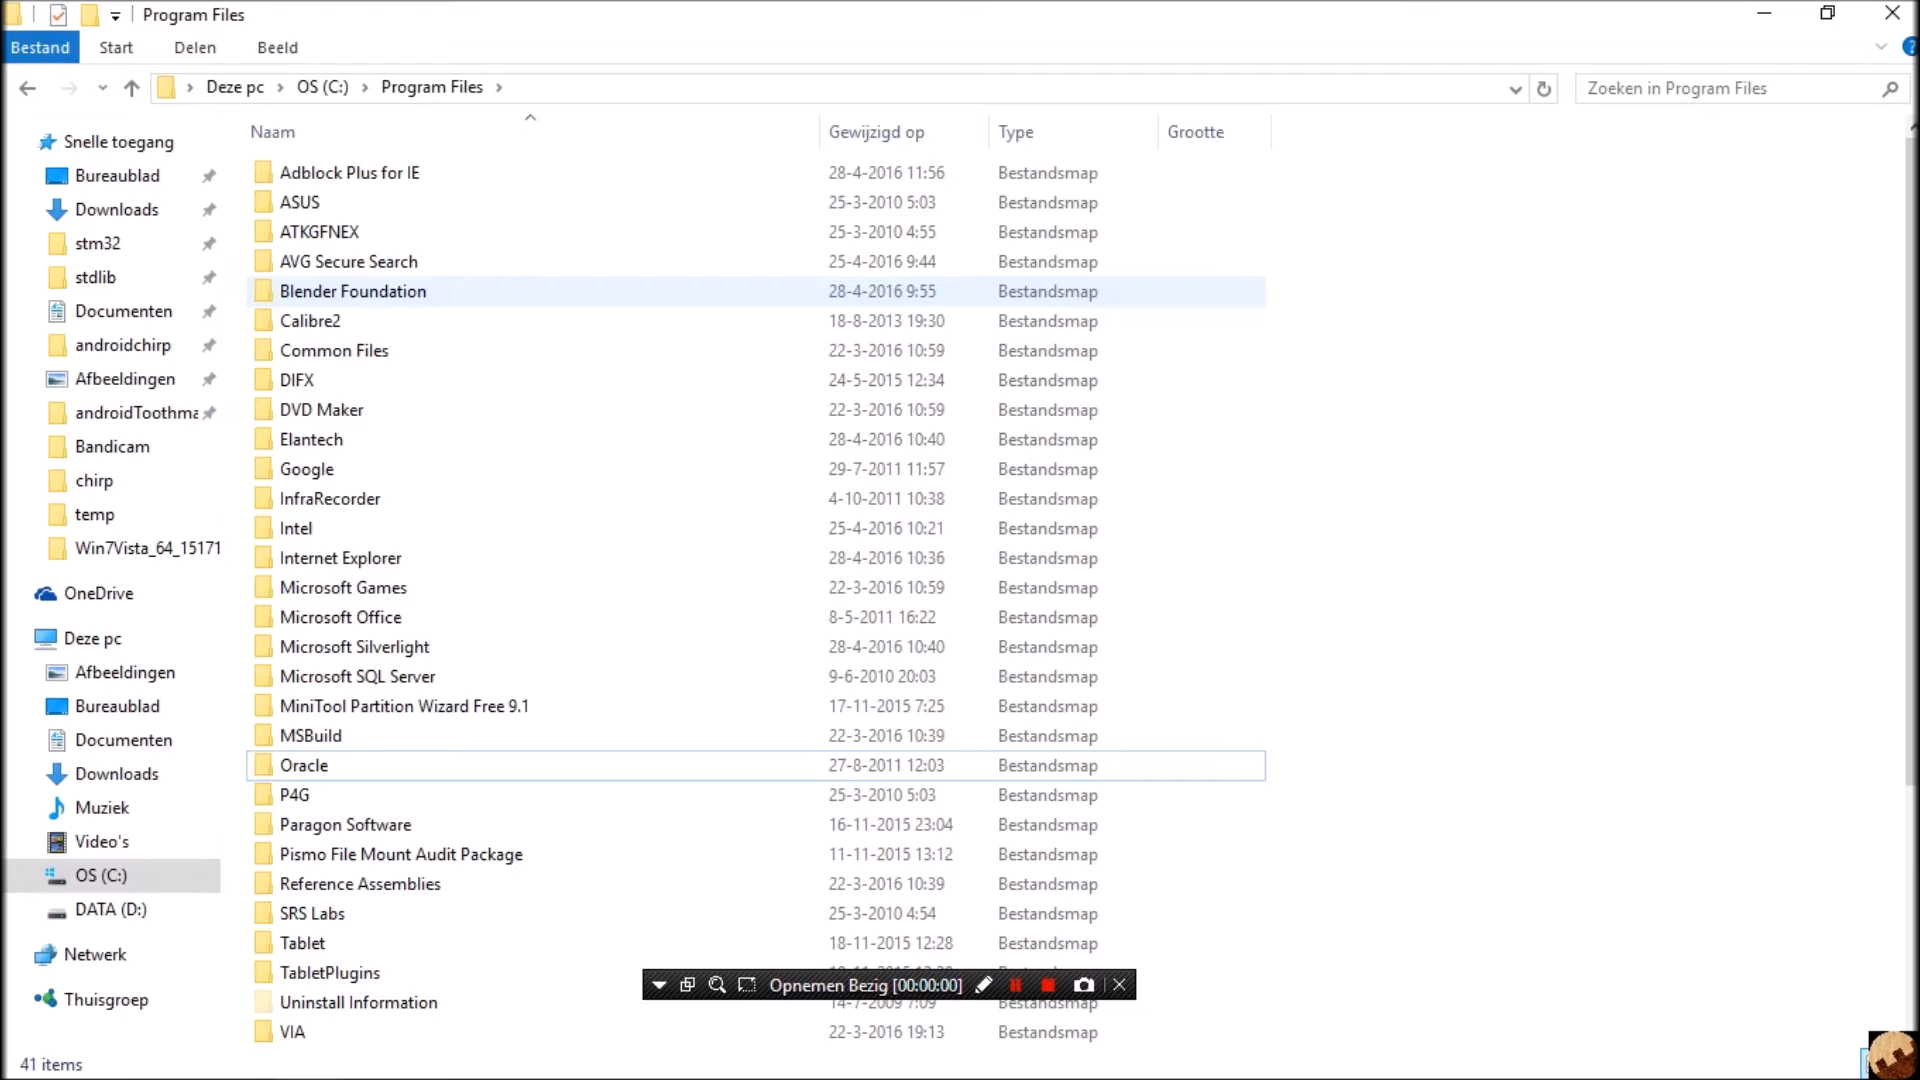 Program Files
Bestand Start Delen Beeld
Deze pc OS (C:) Program Files
Zoeken in Program Files
Naam Gewijzigd op Type Grootte
Snelle toegang
Bureaublad
Downloads
stm32
stdlib
Documenten
androidchirp
Afbeeldingen
androidToothma
Bandicam
chirp
temp
Win7Vista_64_15171
OneDrive
Deze pc
Afbeeldingen
Bureaublad
Documenten
Downloads
Muziek
Video's
OS (C:)
DATA (D:)
Netwerk
Thuisgroep
Adblock Plus for IE 28-4-2016 11:56 Bestandsmap
ASUS 25-3-2010 5:03 Bestandsmap
ATKGFNEX 25-3-2010 4:55 Bestandsmap
AVG Secure Search 25-4-2016 9:44 Bestandsmap
Blender Foundation 28-4-2016 9:55 Bestandsmap
Calibre2 18-8-2013 19:30 Bestandsmap
Common Files 22-3-2016 10:59 Bestandsmap
DIFX 24-5-2015 12:34 Bestandsmap
DVD Maker 22-3-2016 10:59 Bestandsmap
Elantech 28-4-2016 10:40 Bestandsmap
Google 29-7-2011 11:57 Bestandsmap
InfraRecorder 4-10-2011 10:38 Bestandsmap
Intel 25-4-2016 10:21 Bestandsmap
Internet Explorer 28-4-2016 10:36 Bestandsmap
Microsoft Games 22-3-2016 10:59 Bestandsmap
Microsoft Office 8-5-2011 16:22 Bestandsmap
Microsoft Silverlight 28-4-2016 10:40 Bestandsmap
Microsoft SQL Server 9-6-2010 20:03 Bestandsmap
MiniTool Partition Wizard Free 9.1 17-11-2015 7:25 Bestandsmap
MSBuild 22-3-2016 10:39 Bestandsmap
Oracle 27-8-2011 12:03 Bestandsmap
P4G 25-3-2010 5:03 Bestandsmap
Paragon Software 16-11-2015 23:04 Bestandsmap
Pismo File Mount Audit Package 11-11-2015 13:12 Bestandsmap
Reference Assemblies 22-3-2016 10:39 Bestandsmap
SRS Labs 25-3-2010 4:54 Bestandsmap
Tablet 18-11-2015 12:28 Bestandsmap
TabletPlugins Bestandsmap
Opnemen Bezig [00:00:00]
Uninstall Information 14-7-2009 7:09 Bestandsmap
VIA 22-3-2016 19:13 Bestandsmap
41 items